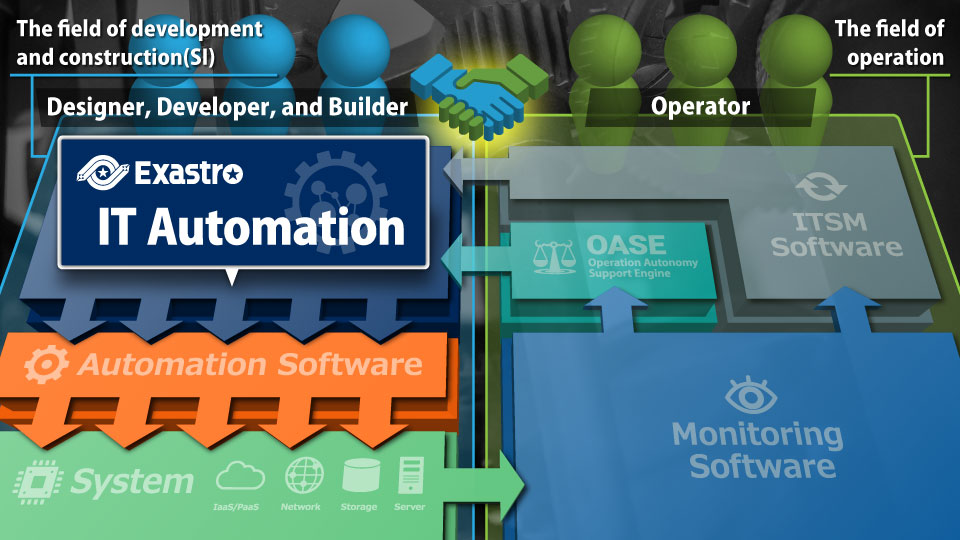 The field of development
and construction(SI)
The field of
operation
Designer, Developer, and Builder
Operator
Exastro
IT Automation
ITSM
Software
OASE
Operation Autonomy
Support Engine
Automation Software
Monitoring
Software
System
IaaS/PaaS
Network
Storage
Server